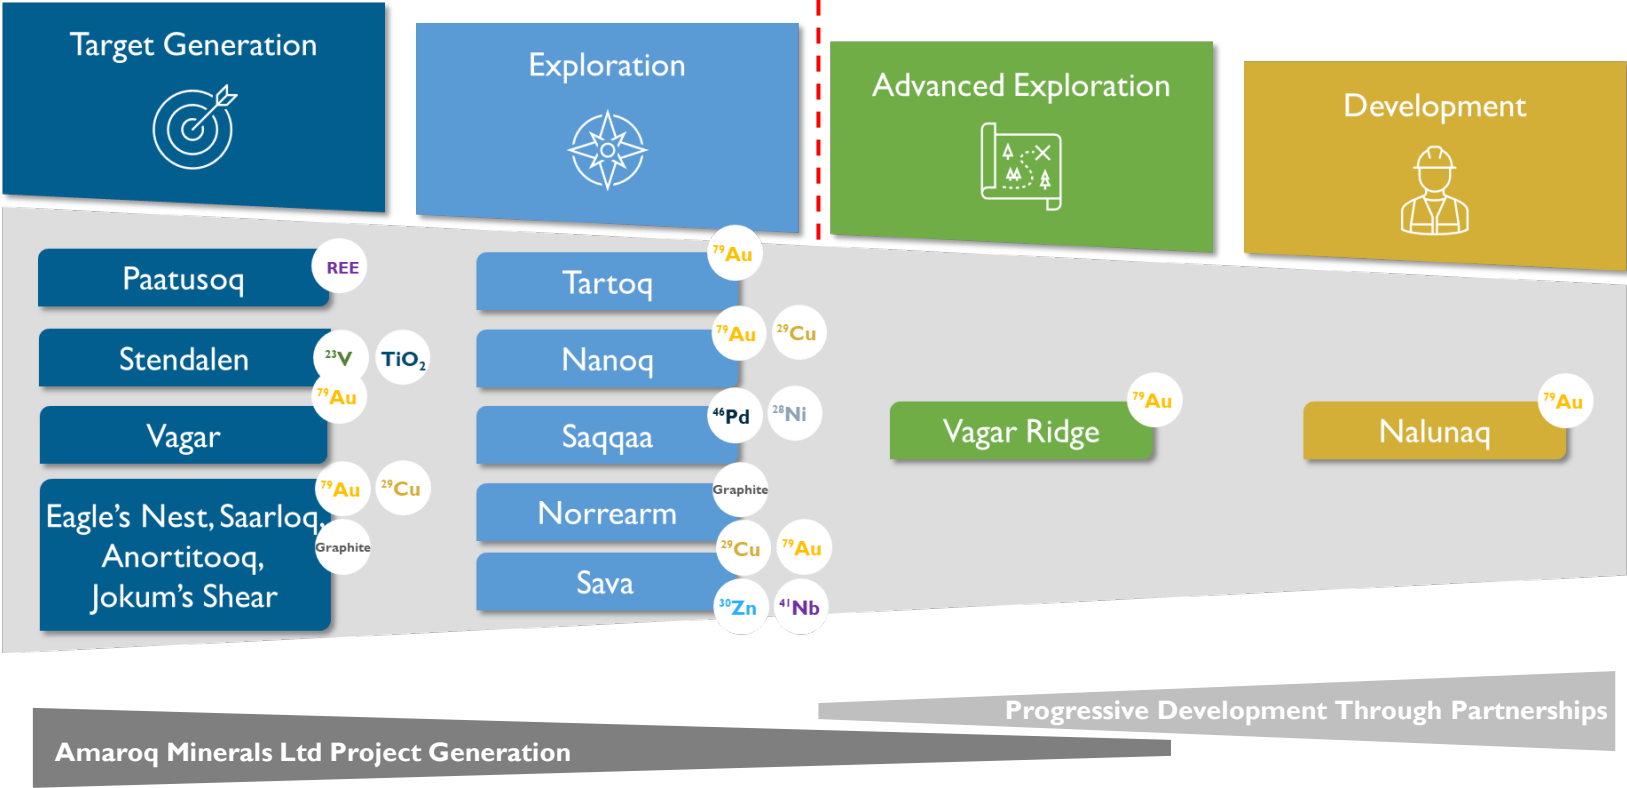 Target Generation
Exploration
Advanced Exploration
Development
Paatusoq
REE
Stendalen
23V
TiO2
Vagar
79Au
Eagle's Nest, Saarloq,
Anortitooq,
Jokum's Shear
79Au
29Cu
Graphite
Tartoq
79Au
Nanoq
79Au
29Cu
Saqqaa
46Pd
28Ni
Norrearm
Graphite
Sava
29Cu
79Au
30Zn
41Nb
Vagar Ridge
79Au
Nalunaq
79Au
Progressive Development Through Partnerships
Amaroq Minerals Ltd Project Generation